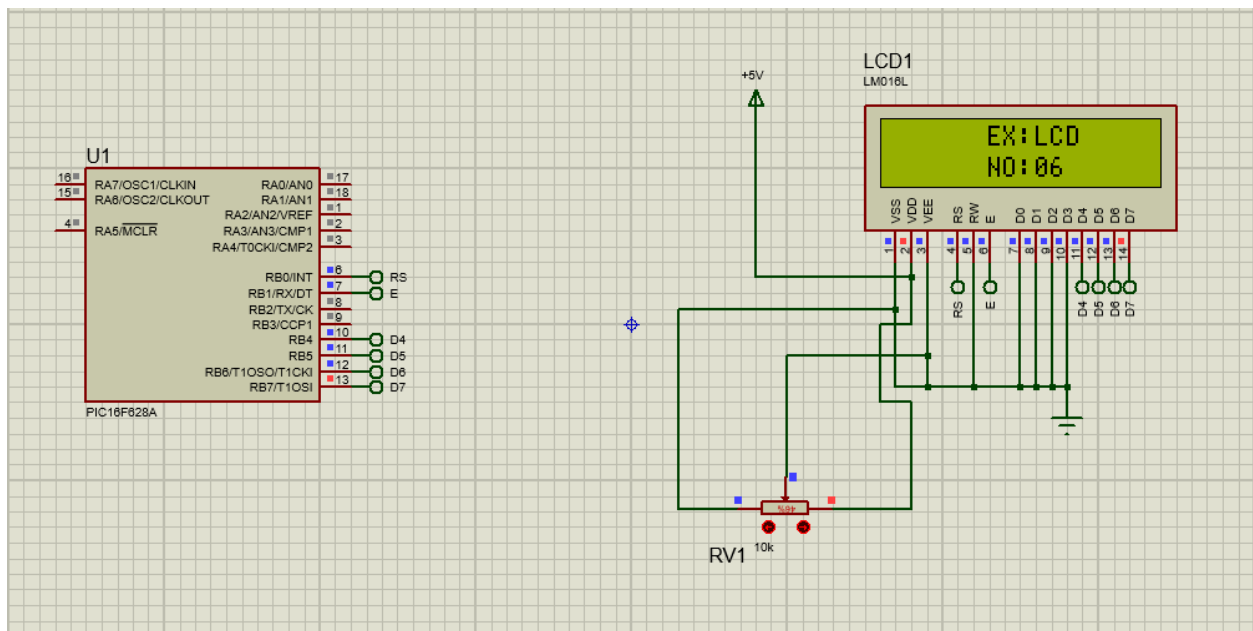 U1
16
RA7/OSC1/CLKIN
15
RA6/OSC2/CLKOUT
4
RA5/MCLR
RA0/AN0
17
RA1/AN1
18
RA2/AN2/VREF
1
RA3/AN3/CMP1
2
RA4/T0CKI/CMP2
3
RB0/INT
6
RS
RB1/RX/DT
7
E
RB2/TX/CK
8
RB3/CCP1
9
RB4
10
D4
RB5
11
D5
RB6/T1OSO/T1CKI
12
D6
RB7/T1OSI
13
D7
PIC16F628A
+5V
LCD1
LM016L
EX:LCD
NO:06
VSS
VDD
VEE
RS
RW
E
D0
D1
D2
D3
D4
D5
D6
D7
1
2
3
4
5
6
7
8
9
10
11
12
13
14
RS
E
D4
D5
D6
D7
46%
RV1
10k